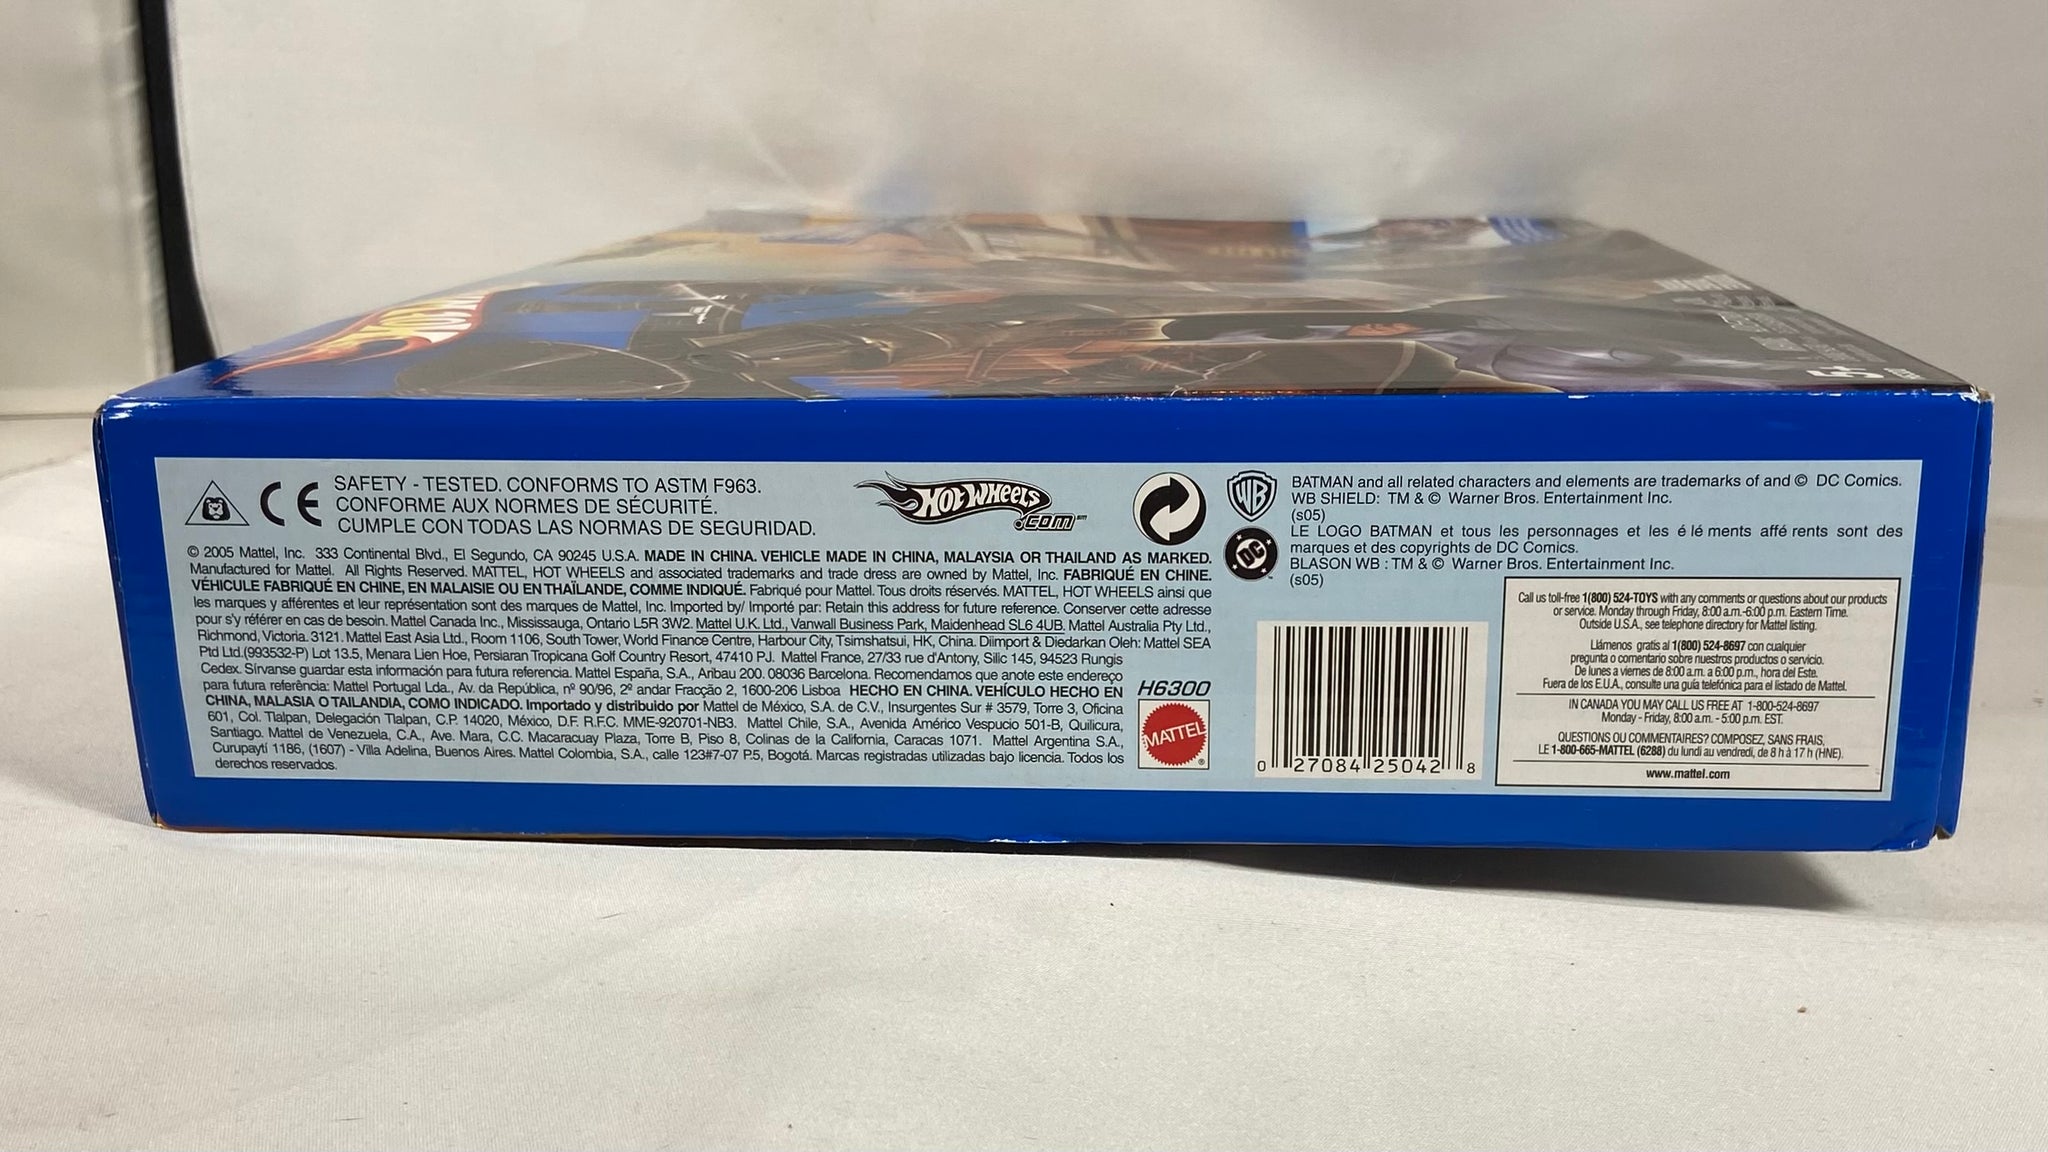 HOT
SAFETY - TESTED. CONFORMS TO ASTM F963.
CONFORME AUX NORMES DE SÉCURITÉ.
CUMPLE CON TODAS LAS NORMAS DE SEGURIDAD.
HOT WHEELS
.COM
© 2005 Mattel, Inc. 333 Continental Blvd., El Segundo, CA 90245 U.S.A. MADE IN CHINA. VEHICLE MADE IN CHINA, MALAYSIA OR THAILAND AS MARKED.
Manufactured for Mattel. All Rights Reserved. MATTEL, HOT WHEELS and associated trademarks and trade dress are owned by Mattel, Inc. FABRIQUÉ EN CHINE.
VÉHICULE FABRIQUÉ EN CHINE, EN MALAISIE OU EN THAÏLANDE, COMME INDIQUÉ. Fabriqué pour Mattel. Tous droits réservés. MATTEL, HOT WHEELS ainsi que
les marques y afférentes et leur représentation sont des marques de Mattel, Inc. Imported by/ Importé par: Retain this address for future reference. Conserver cette adresse
pour s'y référer en cas de besoin. Mattel Canada Inc., Mississauga, Ontario L5R 3W2. Mattel U.K. Ltd., Vanwall Business Park, Maidenhead SL6 4UB. Mattel Australia Pty Ltd.,
Richmond, Victoria. 3121. Mattel East Asia Ltd., Room 1106, South Tower, World Finance Centre, Harbour City, Tsimshatsui, HK, China. Diimport & Diedarkan Oleh: Mattel SEA
Ptd Ltd.(993532-P) Lot 13.5, Menara Lien Hoe, Persiaran Tropicana Golf Country Resort, 47410 PJ. Mattel France, 27/33 rue d'Antony, Silic 145, 94523 Rungis
Cedex. Sírvanse guardar esta información para futura referencia. Mattel España, S.A., Aribau 200. 08036 Barcelona. Recomendamos que anote este endereço
para futura referência: Mattel Portugal Lda., Av. da República, nº 90/96, 2º andar Fracção 2, 1600-206 Lisboa HECHO EN CHINA. VEHÍCULO HECHO EN
CHINA, MALASIA O TAILANDIA, COMO INDICADO. Importado y distribuido por Mattel de México, S.A. de C.V., Insurgentes Sur # 3579, Torre 3, Oficina
601, Col. Tlalpan, Delegación Tlalpan, C.P. 14020, México, D.F. R.F.C. MME-920701-NB3. Mattel Chile, S.A., Avenida Américo Vespucio 501-B, Quilicura,
Santiago. Mattel de Venezuela, C.A., Ave. Mara, C.C. Macaracuay Plaza, Torre B, Piso 8, Colinas de la California, Caracas 1071. Mattel Argentina S.A.,
Curupaytí 1186, (1607) - Villa Adelina, Buenos Aires. Mattel Colombia, S.A., calle 123#7-07 P.5, Bogotá. Marcas registradas utilizadas bajo licencia. Todos los
derechos reservados.
H6300
MATTEL
®
WB
DC
BATMAN and all related characters and elements are trademarks of and © DC Comics.
WB SHIELD: TM & © Warner Bros. Entertainment Inc.
(s05)
LE LOGO BATMAN et tous les personnages et les é lé ments affé rents sont des
marques et des copyrights de DC Comics.
BLASON WB : TM & © Warner Bros. Entertainment Inc.
(s05)
0 27084 25042 8
Call us toll-free 1(800) 524-TOYS with any comments or questions about our products
or service. Monday through Friday, 8:00 a.m.-6:00 p.m. Eastern Time.
Outside U.S.A., see telephone directory for Mattel listing.
Llámenos gratis al 1(800) 524-8697 con cualquier
pregunta o comentario sobre nuestros productos o servicio.
De lunes a viernes de 8:00 a.m. a 6:00 p.m., hora del Este.
Fuera de los E.U.A., consulte una guía telefónica para el listado de Mattel.
IN CANADA YOU MAY CALL US FREE AT 1-800-524-8697
Monday - Friday, 8:00 a.m. - 5:00 p.m. EST.
QUESTIONS OU COMMENTAIRES? COMPOSEZ, SANS FRAIS,
LE 1-800-665-MATTEL (6288) du lundi au vendredi, de 8 h à 17 h (HNE).
www.mattel.com